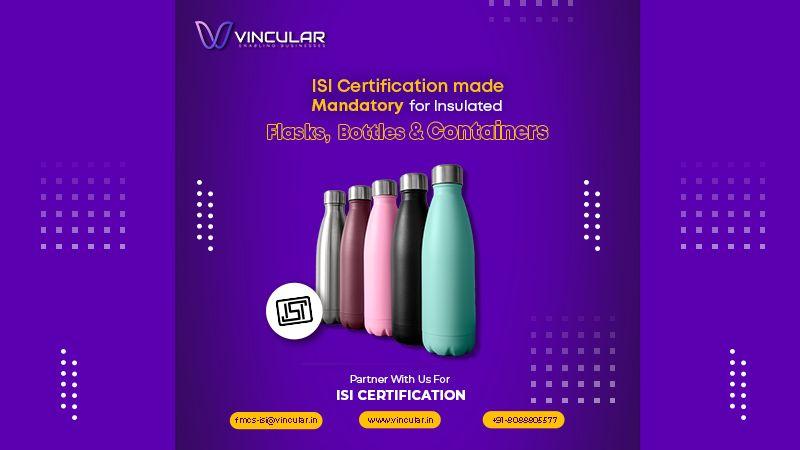 VINCULAR
ENABLING BUSINESSES
ISI Certification made
Mandatory for Insulated
Flasks, Bottles & Containers
ISI
Partner With Us For
ISI CERTIFICATION
fmcs-isi@vincular.in
www.vincular.in
+91-8088805577